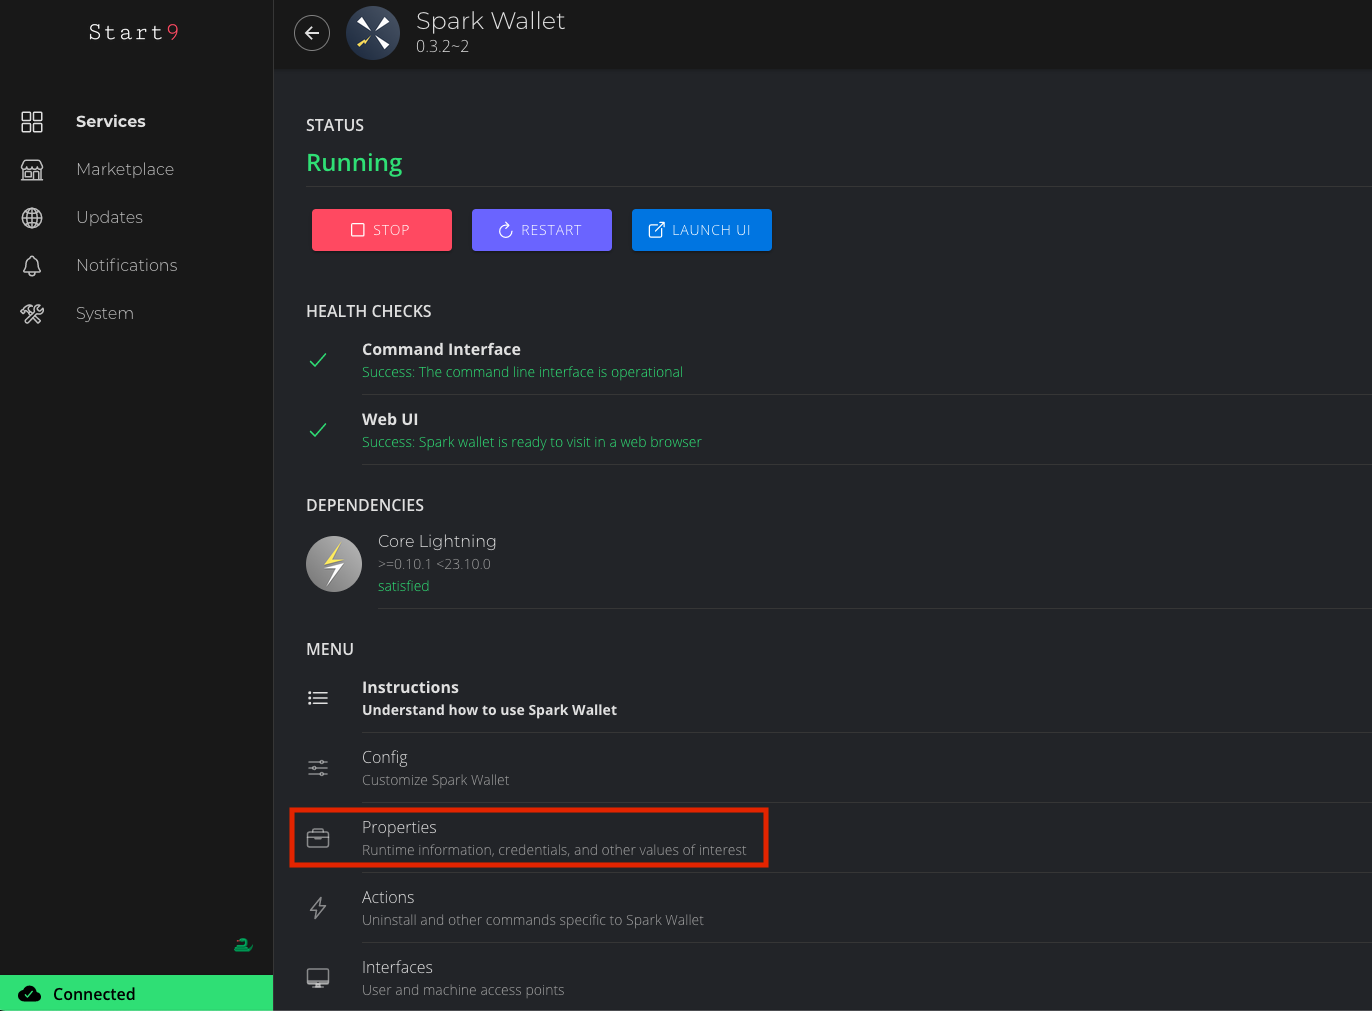 Start9
Services
Marketplace
Updates
Notifications
System
Connected
Spark Wallet
0.3.2~2
STATUS
Running
STOP
RESTART
LAUNCH UI
HEALTH CHECKS
Command Interface
Success: The command line interface is operational
Web UI
Success: Spark wallet is ready to visit in a web browser
DEPENDENCIES
Core Lightning
>=0.10.1 <23.10.0
satisfied
MENU
Instructions
Understand how to use Spark Wallet
Config
Customize Spark Wallet
Properties
Runtime information, credentials, and other values of interest
Actions
Uninstall and other commands specific to Spark Wallet
Interfaces
User and machine access points